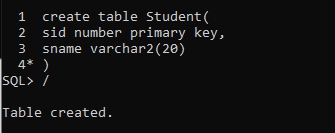 1  create table Student(
2  sid number primary key,
3  sname varchar2(20)
4* )
SQL> /
Table created.